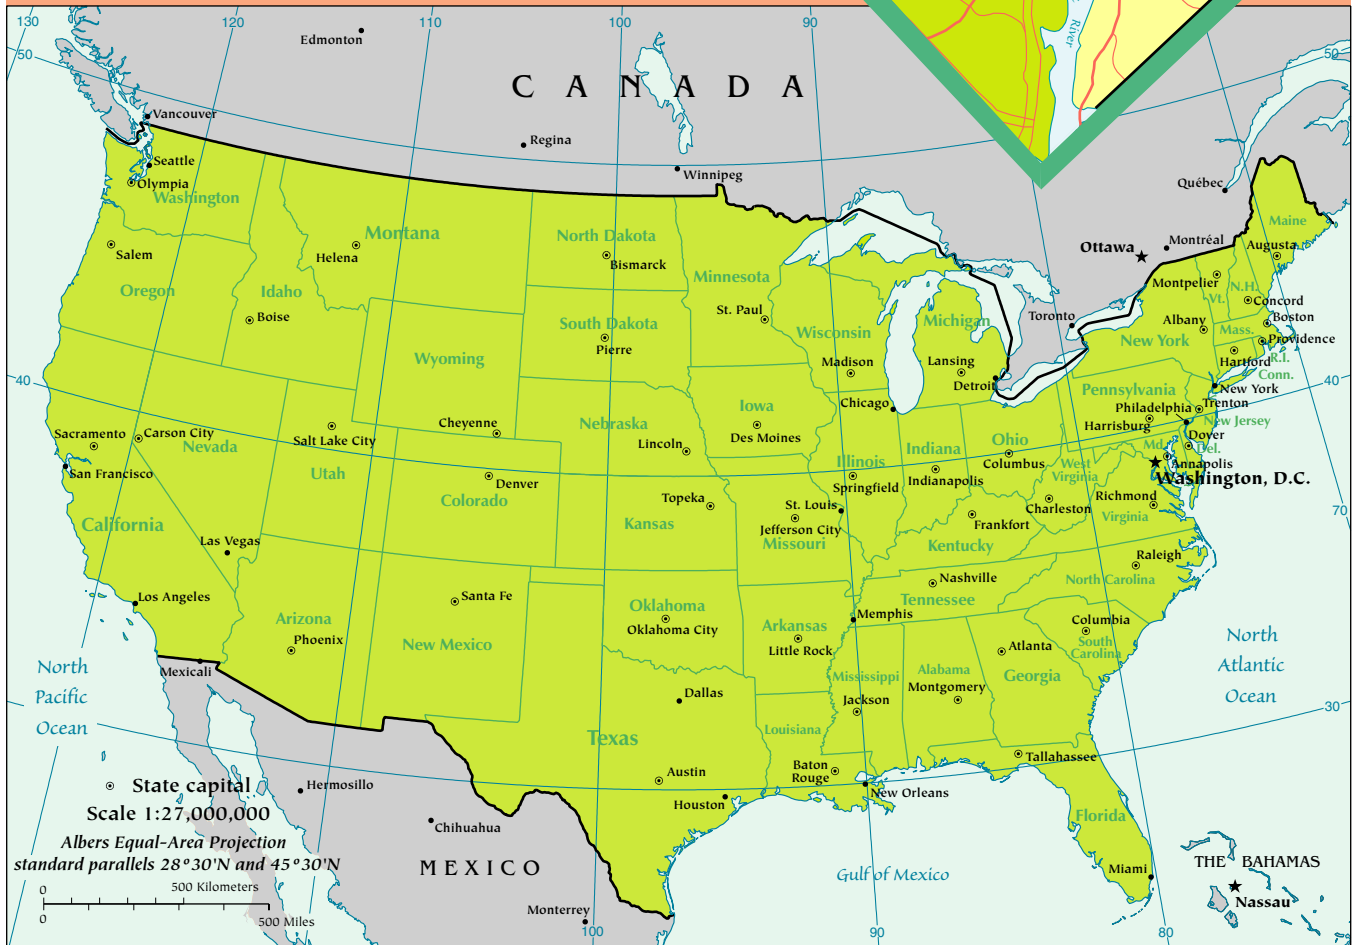 130
120
110
100
90
River
50
50
Edmonton
C A N A D A
Vancouver
Regina
Winnipeg
Québec
Seattle
Olympia
Washington
Montana
North Dakota
Maine
Ottawa
Montréal
Augusta
Salem
Helena
Bismarck
Minnesota
Montpelier
Vt.
N.H.
Concord
Oregon
Idaho
Boise
St. Paul
South Dakota
Pierre
Wisconsin
Michigan
Toronto
Albany
Boston
Mass.
New York
Providence
Hartford
R.I.
Conn.
Wyoming
Madison
Lansing
Detroit
40
40
Pennsylvania
New York
Cheyenne
Nebraska
Iowa
Chicago
Philadelphia
Trenton
Harrisburg
New Jersey
Sacramento
Carson City
Nevada
Salt Lake City
Lincoln
Des Moines
Indiana
Ohio
Dover
Md.
Del.
San Francisco
Utah
Denver
Colorado
Illinois
Springfield
Indianapolis
Columbus
West
Virginia
Annapolis
Washington, D.C.
Topeka
St. Louis
Jefferson City
Charleston
Richmond
Virginia
70
California
Kansas
Missouri
Frankfort
Kentucky
Las Vegas
Raleigh
Los Angeles
Santa Fe
Nashville
North Carolina
Arizona
Phoenix
New Mexico
Oklahoma
Oklahoma City
Arkansas
Little Rock
Tennessee
Memphis
Columbia
South
Carolina
North
Pacific
Ocean
Mexicali
North
Atlantic
Ocean
Atlanta
Georgia
Mississippi
Jackson
Alabama
Montgomery
Dallas
30
Texas
Louisiana
Baton
Rouge
Tallahassee
Austin
Houston
New Orleans
Hermosillo
State capital
Scale 1:27,000,000
Albers Equal-Area Projection
standard parallels 28°30'N and 45°30'N
0
500 Kilometers
0
500 Miles
Chihuahua
MEXICO
Florida
Gulf of Mexico
Miami
THE BAHAMAS
Nassau
Monterrey
100
90
80